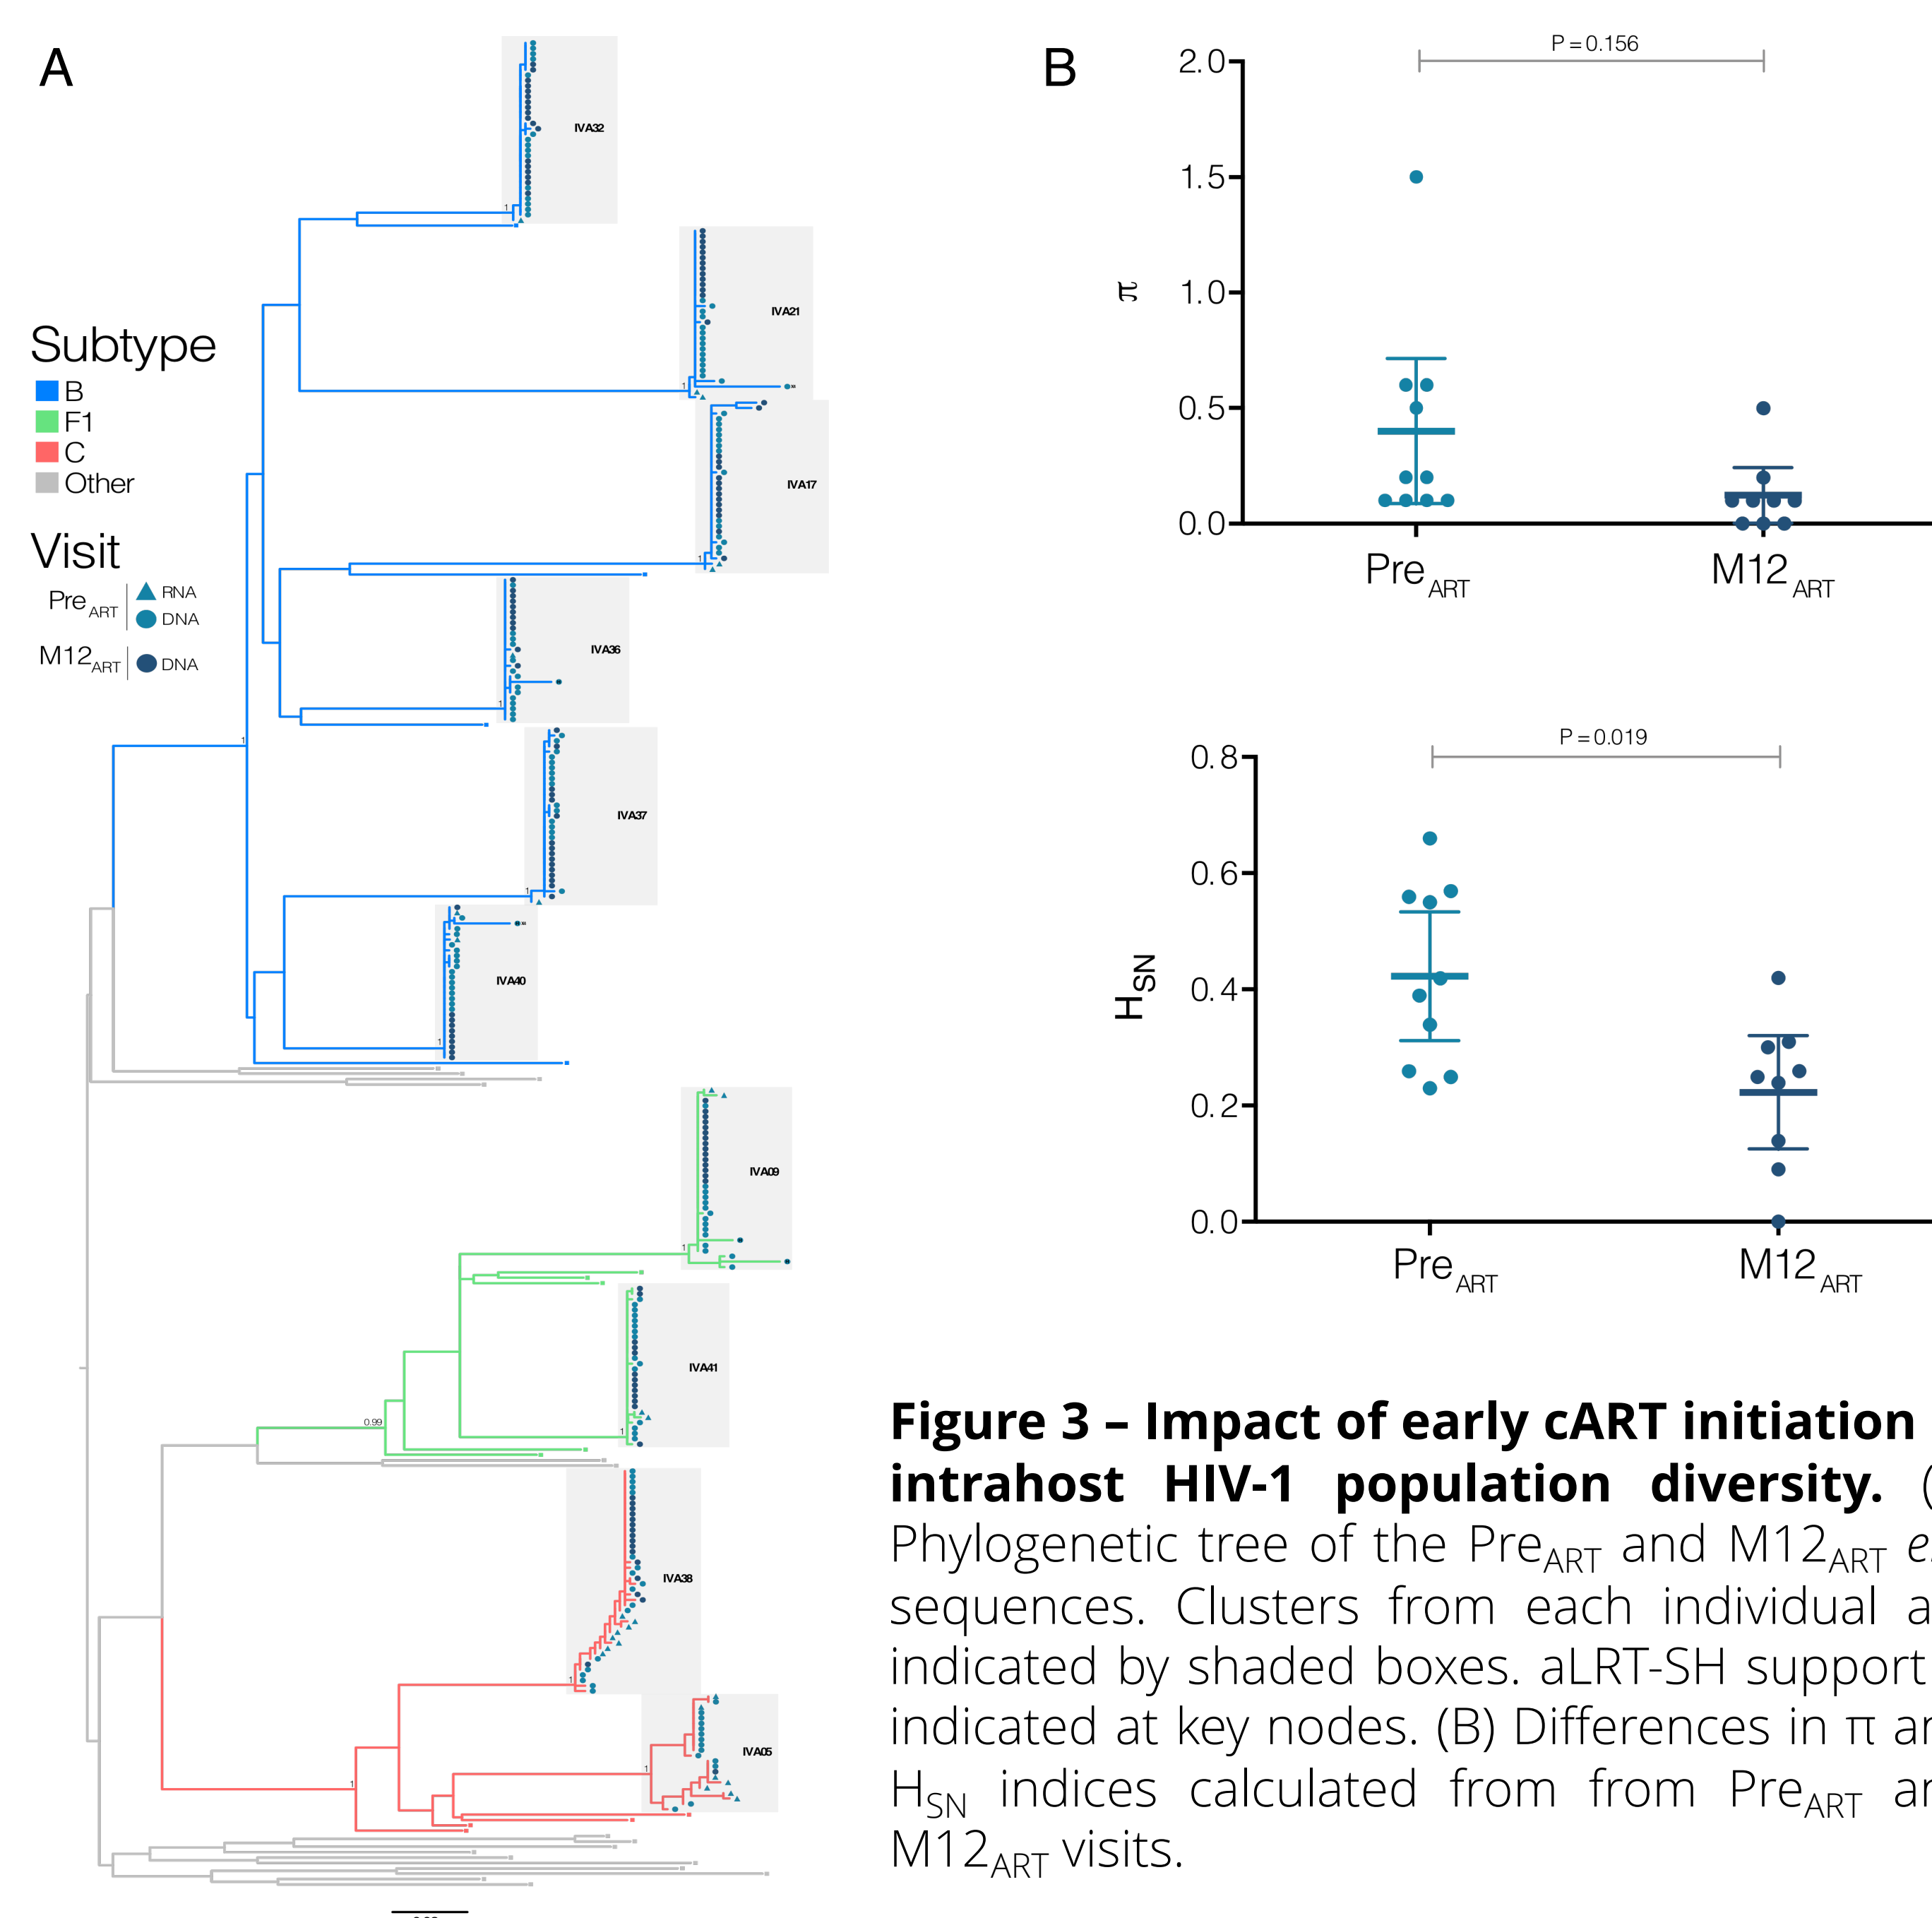 A
IVA32
IVA21
IVA17
IVA36
IVA37
IVA40
IVA09
IVA41
IVA38
IVA05
1
1
1
1
1
1
1
1
0.99
1
1
1
1
Subtype
B
F1
C
Other
Visit
PreART
RNA
DNA
M12ART
DNA
B
P = 0.156
2.0
1.5
1.0
0.5
0.0
π
PreART
M12ART
P = 0.019
0.8
0.6
0.4
0.2
0.0
HSN
PreART
M12ART
Figure 3 – Impact of early cART initiation
intrahost HIV-1 population diversity. (
Phylogenetic tree of the PreART and M12ART
sequences. Clusters from each individual
indicated by shaded boxes. aLRT-SH support
indicated at key nodes. (B) Differences in π
HSN indices calculated from from PreART
M12ART visits.